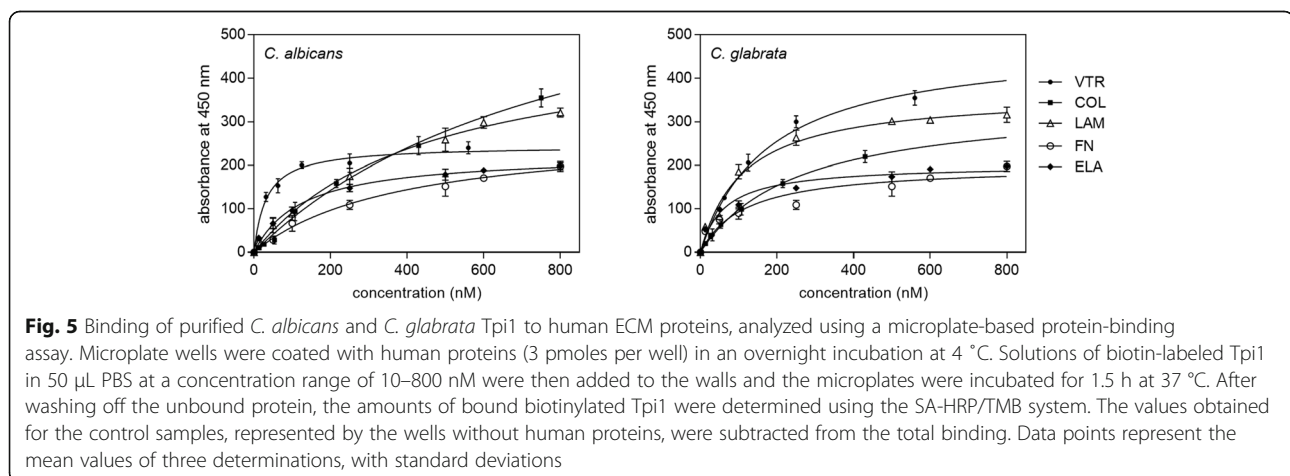 C. albicans
500
400
300
200
100
0
absorbance at 450 nm
0 200 400 600 800
concentration (nM)
C. glabrata
500
400
300
200
100
0
absorbance at 450 nm
0 200 400 600 800
concentration (nM)
VTR
COL
LAM
FN
ELA
Fig. 5 Binding of purified C. albicans and C. glabrata Tpi1 to human ECM proteins, analyzed using a microplate-based protein-binding
assay. Microplate wells were coated with human proteins (3 pmoles per well) in an overnight incubation at 4 ˚C. Solutions of biotin-labeled Tpi1
in 50 μL PBS at a concentration range of 10–800 nM were then added to the walls and the microplates were incubated for 1.5 h at 37 °C. After
washing off the unbound protein, the amounts of bound biotinylated Tpi1 were determined using the SA-HRP/TMB system. The values obtained
for the control samples, represented by the wells without human proteins, were subtracted from the total binding. Data points represent the
mean values of three determinations, with standard deviations